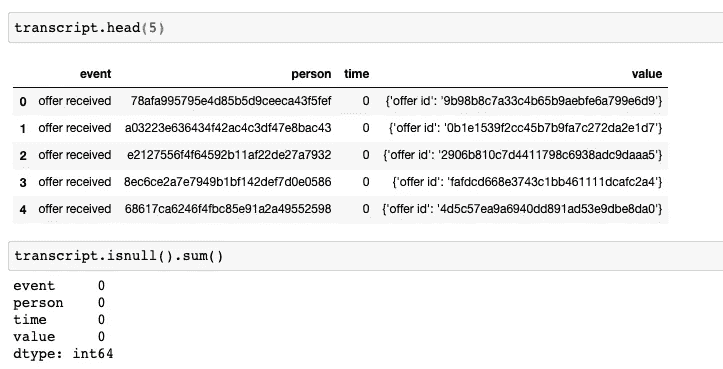 transcript.head(5)
event person time value
0 offer received 78afa995795e4d85b5d9ceeca43f5fef 0 {'offer id': '9b98b8c7a33c4b65b9aebfe6a799e6d9'}
1 offer received a03223e636434f42ac4c3df47e8bac43 0 {'offer id': '0b1e1539f2cc45b7b9fa7c272da2e1d7'}
2 offer received e2127556f4f64592b11af22de27a7932 0 {'offer id': '2906b810c7d4411798c6938adc9daaa5'}
3 offer received 8ec6ce2a7e7949b1bf142def7d0e0586 0 {'offer id': 'fafdcd668e3743c1bb461111dcafc2a4'}
4 offer received 68617ca6246f4fbc85e91a2a49552598 0 {'offer id': '4d5c57ea9a6940dd891ad53e9dbe8da0'}
transcript.isnull().sum()
event 0
person 0
time 0
value 0
dtype: int64